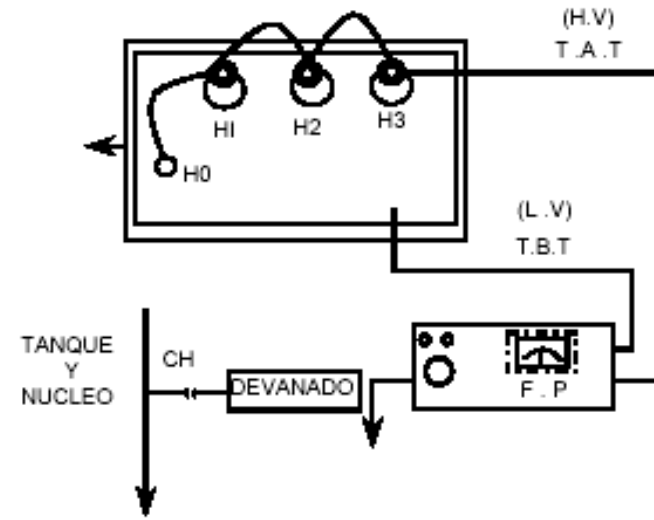 (H.V)
T .A .T
HI
H2
H3
H0
(L .V)
T.B.T
TANQUE
Y
NUCLEO
CH
DEVANADO
F . P